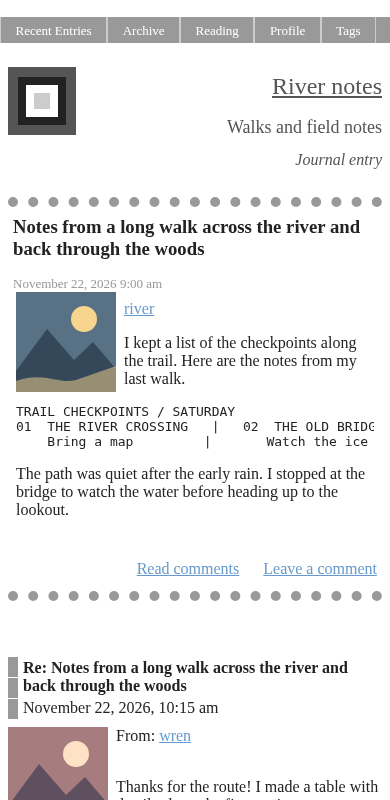 Recent Entries
Archive
Reading
Profile
Tags
River notes
Walks and field notes
Journal entry
Notes from a long walk across the river and
back through the woods
November 22, 2026 9:00 am
river
I kept a list of the checkpoints along
the trail. Here are the notes from my
last walk.
TRAIL CHECKPOINTS / SATURDAY
01  THE RIVER CROSSING   |   02  THE OLD
Bring a map         |       Watch the ice
The path was quiet after the early rain. I stopped at the
bridge to watch the water before heading up to the
lookout.
Read comments
Leave a comment
Re: Notes from a long walk across the river and
back through the woods
November 22, 2026, 10:15 am
From: wren
Thanks for the route! I made a table with